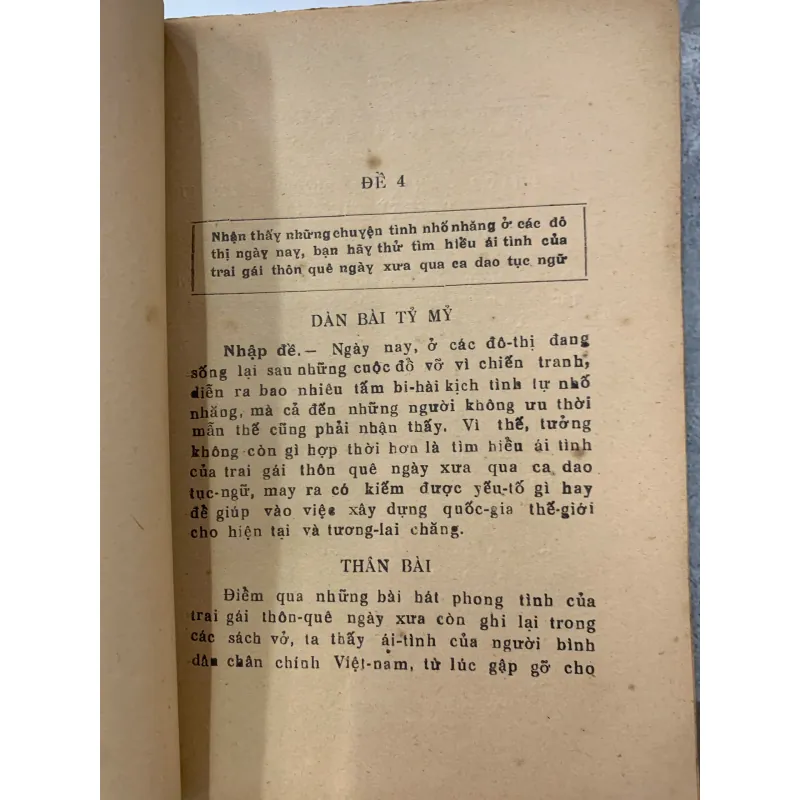 ĐỀ 4
Nhận thấy những chuyện tình nhố nhăng ở các đô
thị ngày nay, bạn hãy thử tìm hiểu ái tình của
trai gái thôn quê ngày xưa qua ca dao tục ngữ
DÀN BÀI TỶ MỶ
Nhập đề.— Ngày nay, ở các đô-thị đang
sống lại sau những cuộc đồ vỡ vì chiến tranh,
diễn ra bao nhiêu tấm bi-hài kịch tình tự nhố
nhăng, mà cả đến những người không ưu thời
mẫn thế cũng phải nhận thấy. Vì thế, tưởng
không còn gì hợp thời hơn là tìm hiểu ái tình
của trai gái thôn quê ngày xưa qua ca dao
tục-ngữ, may ra có kiếm được yếu-tố gì hay
để giúp vào việc xây dựng quốc-gia thế-giới
cho hiện tại và tương-lai chăng.
THÂN BÀI
Điểm qua những bài hát phong tình của
trai gái thôn-quê ngày xưa còn ghi lại trong
các sách vở, ta thấy ái-tình của người bình
dân chân chính Việt-nam, từ lúc gập gỡ cho